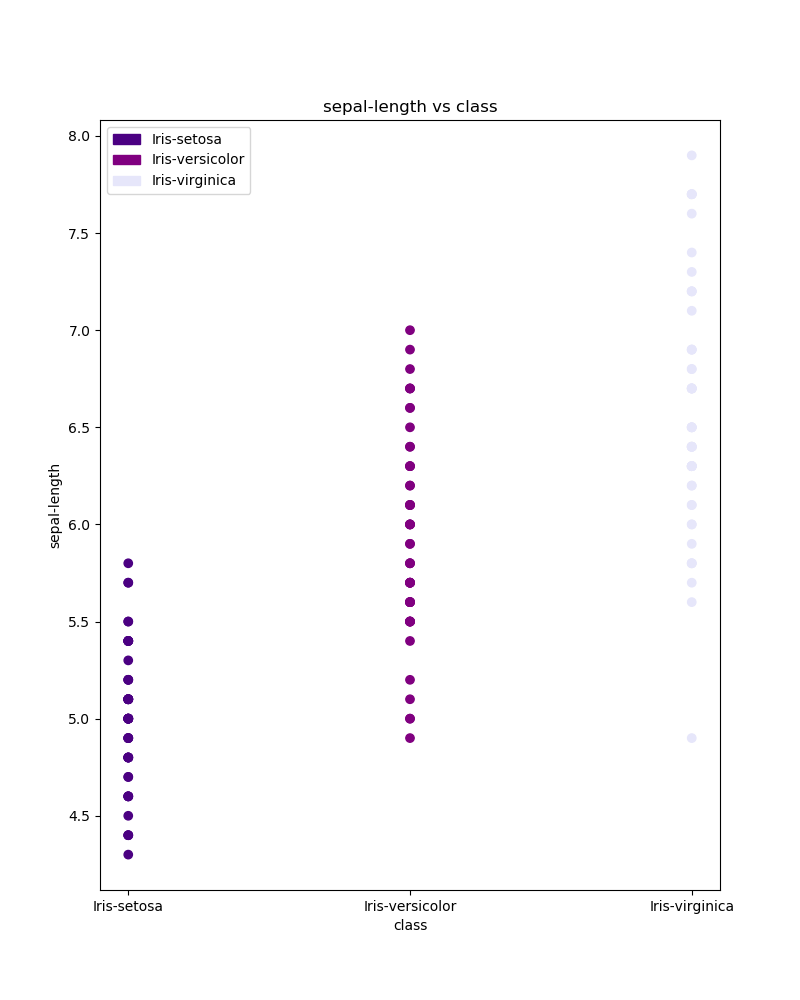 sepal-length vs class
Iris-setosa
Iris-versicolor
Iris-virginica
8.0
7.5
7.0
6.5
6.0
5.5
5.0
4.5
sepal-length
Iris-setosa Iris-versicolor Iris-virginica
class